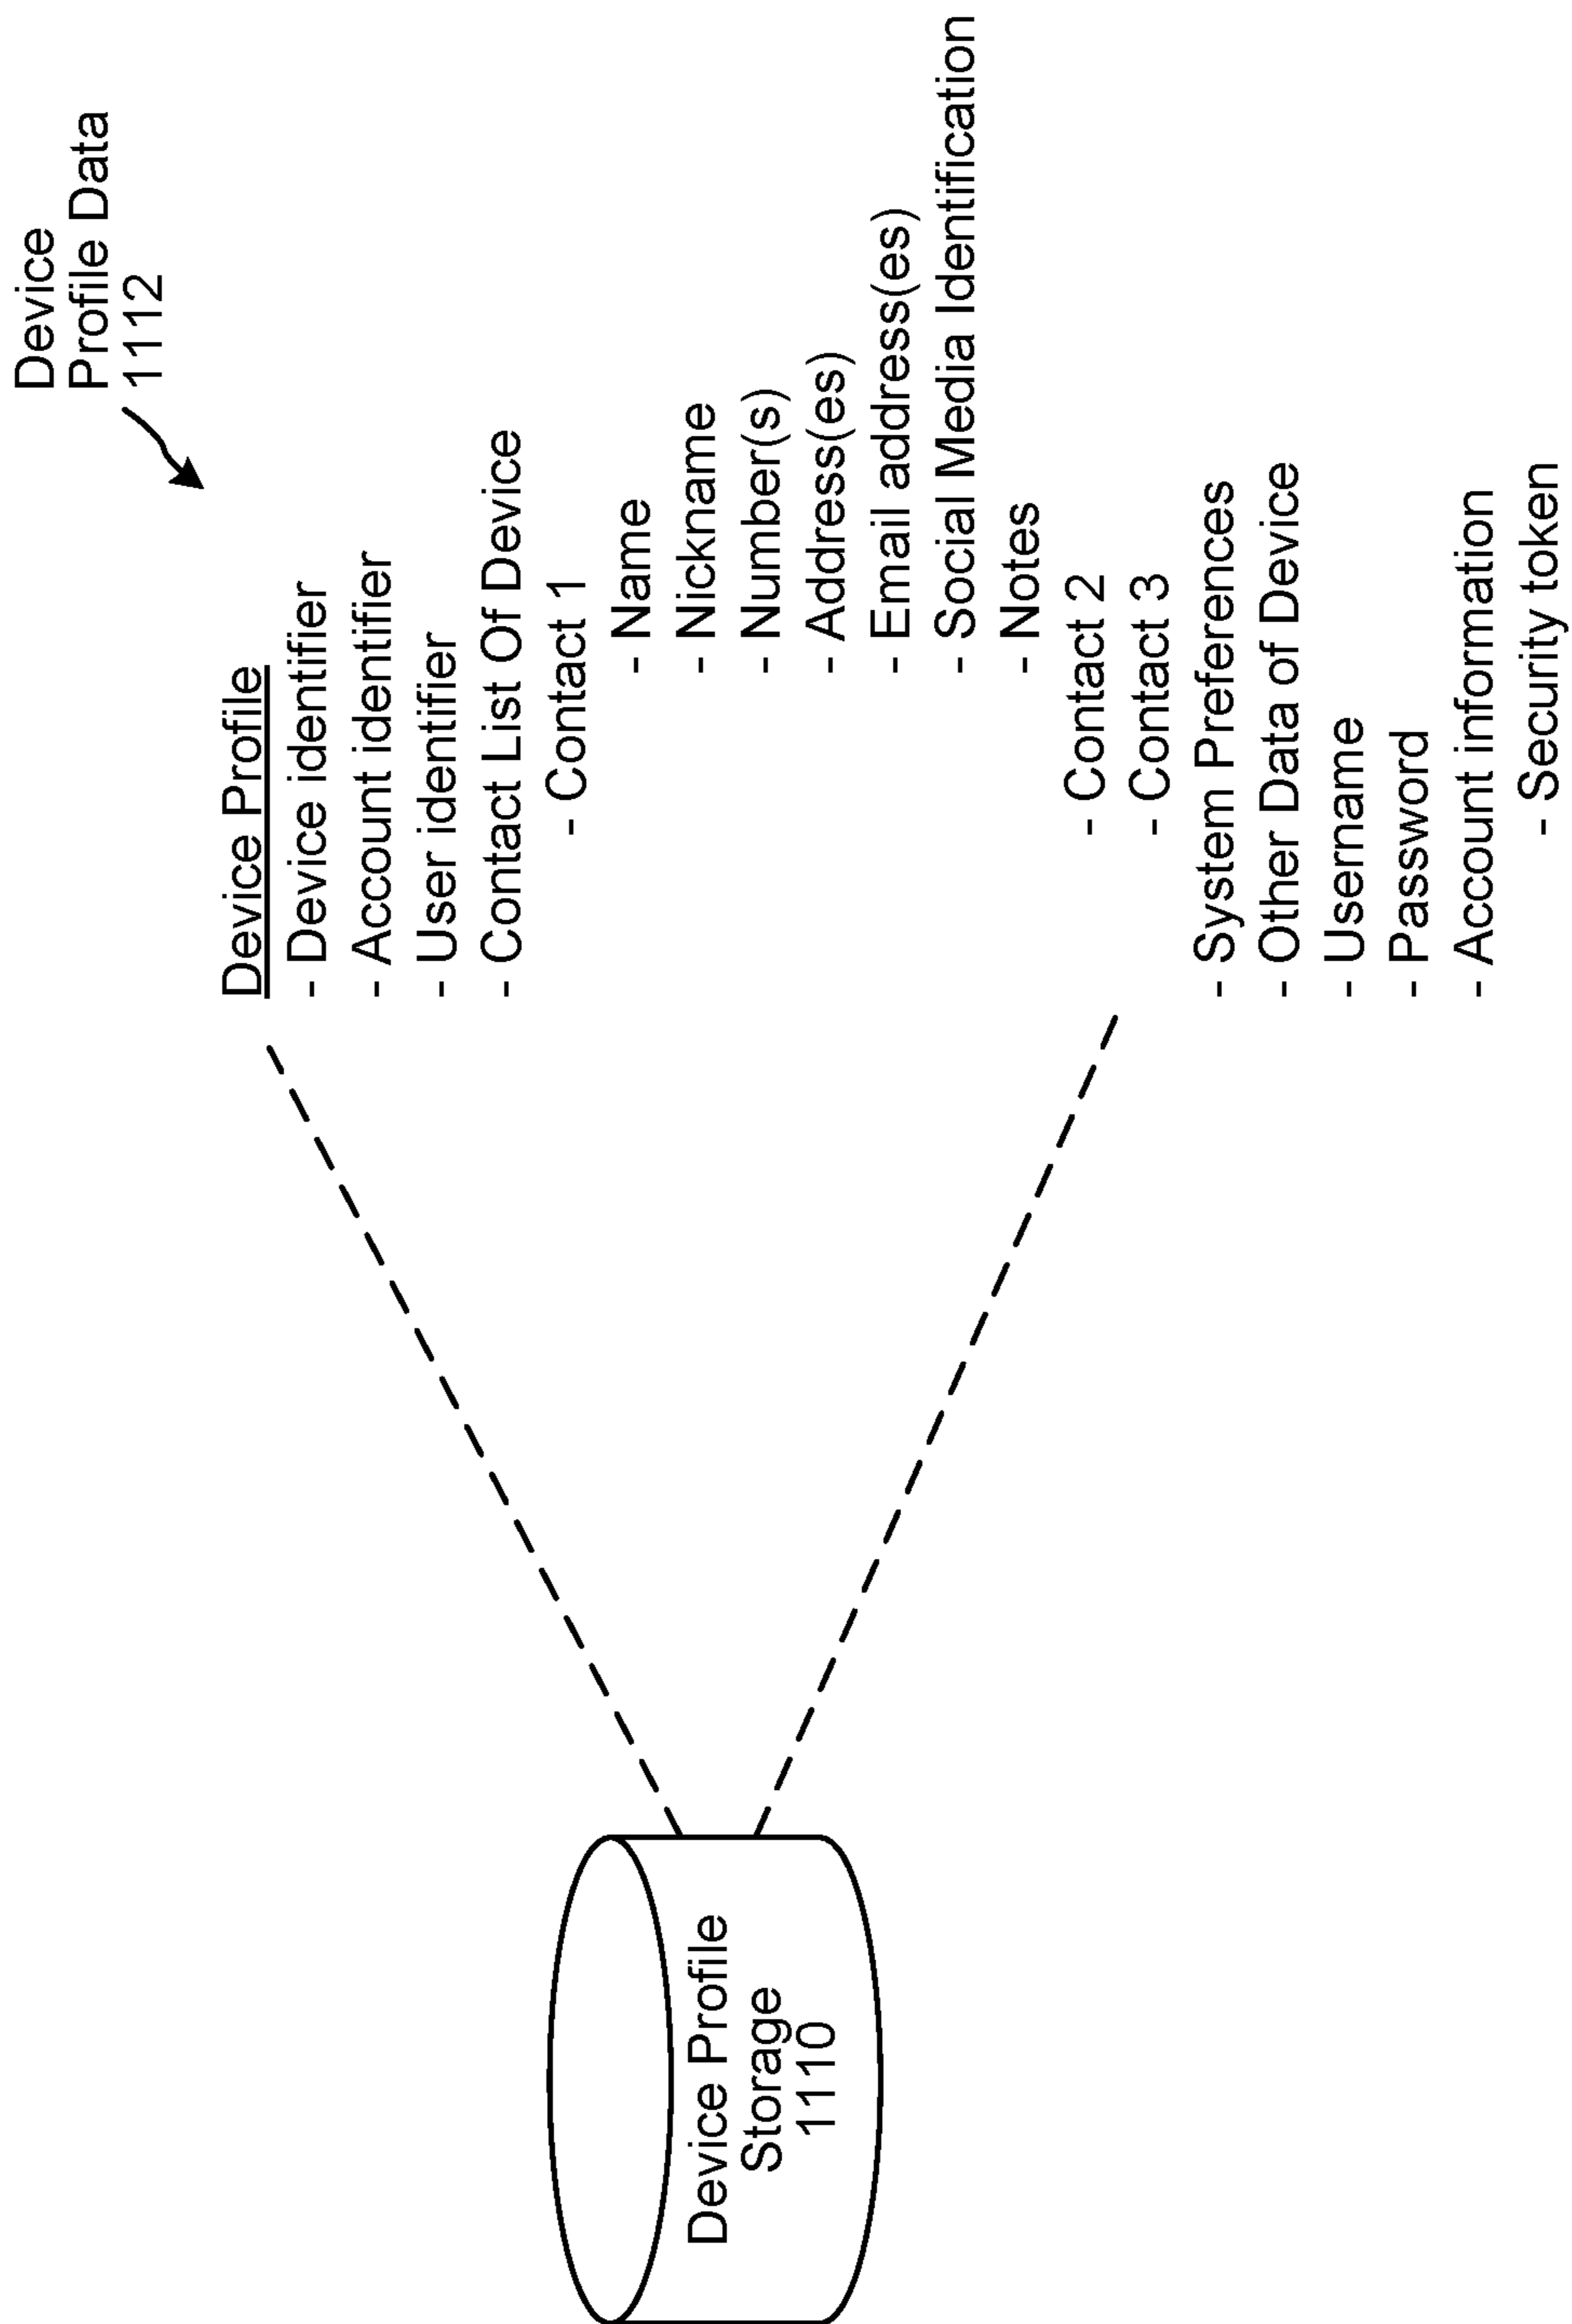 Device
Profile Data
1112
Device Profile
- Device identifier
- Account identifier
- User identifier
- Contact List Of Device
- Contact 1
- Name
- Nickname
- Number(s)
- Address(es)
- Email address(es)
- Social Media Identification
- Notes
- Contact 2
- Contact 3
- System Preferences
- Other Data of Device
- Username
- Password
- Account information
- Security token
Device Profile
Storage
1110